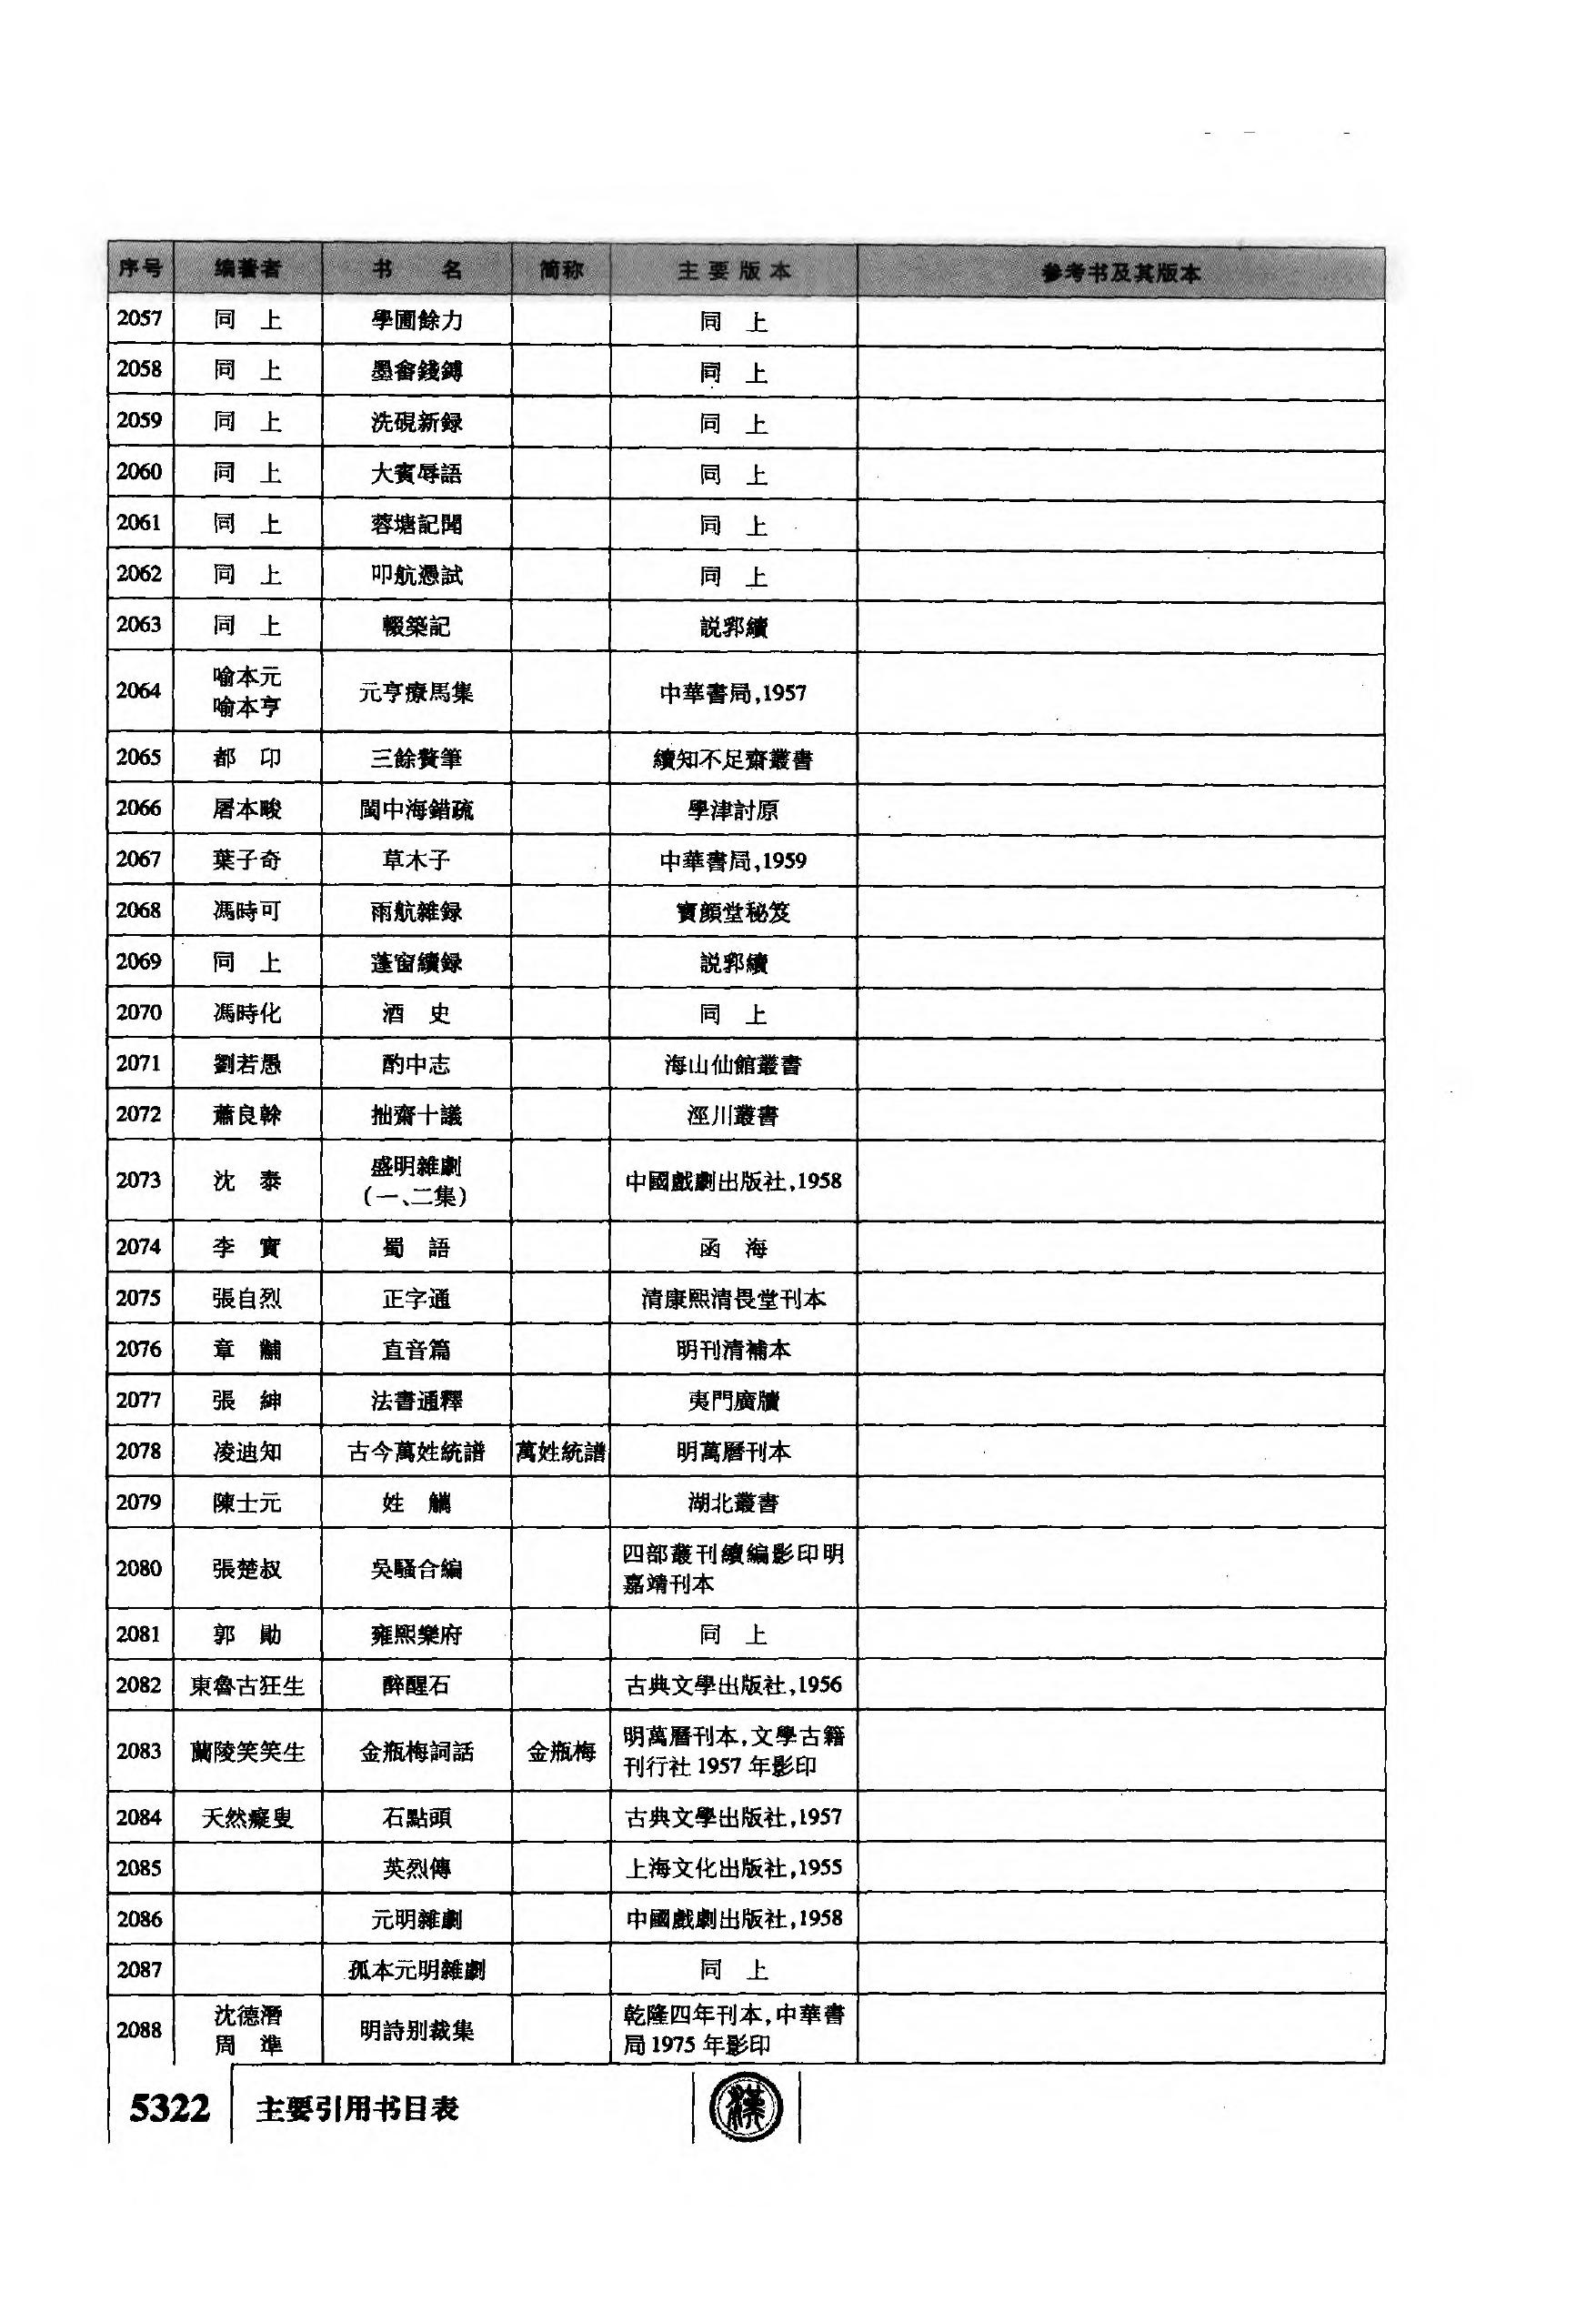 序号 编著者 书 名 简称 主要版本 参考书及其版本
2057 同 上 學圃餘力 同 上
2058 同 上 墨畬錢鎛 同 上
2059 同 上 洗硯新録 同 上
2060 同 上 大賓辱語 同 上
2061 同 上 蓉塘記聞 同 上
2062 同 上 叩航憑試 同 上
2063 同 上 輟築記 説郛續
2064 喻本元 喻本亨 元亨療馬集 中華書局,1957
2065 都 印 三餘贅筆 續知不足齋叢書
2066 屠本畯 閩中海錯疏 學津討原
2067 葉子奇 草木子 中華書局,1959
2068 馮時可 雨航雜録 寶顔堂秘笈
2069 同 上 蓬窗續録 説郛續
2070 馮時化 酒 史 同 上
2071 劉若愚 酌中志 海山仙館叢書
2072 蕭良榦 拙齋十議 涇川叢書
2073 沈 泰 盛明雜劇 (一、二集) 中國戲劇出版社,1958
2074 李 實 蜀 語 函 海
2075 張自烈 正字通 清康熙清畏堂刊本
2076 章 黼 直音篇 明刊清補本
2077 張 紳 法書通釋 夷門廣牘
2078 凌迪知 古今萬姓統譜 萬姓統譜 明萬曆刊本
2079 陳士元 姓 觿 湖北叢書
2080 張楚叔 吳騷合編 四部叢刊續編影印明
嘉靖刊本
2081 郭 勛 雍熙樂府 同 上
2082 東魯古狂生 醉醒石 古典文學出版社,1956
2083 蘭陵笑笑生 金瓶梅詞話 金瓶梅 明萬曆刊本,文學古籍
刊行社1957年影印
2084 天然癡叟 石點頭 古典文學出版社,1957
2085 英烈傳 上海文化出版社,1955
2086 元明雜劇 中國戲劇出版社,1958
2087 孤本元明雜劇 同 上
2088 沈德潛 周 準 明詩别裁集 乾隆四年刊本,中華書
局1975年影印
5322 主要引用书目表 漢